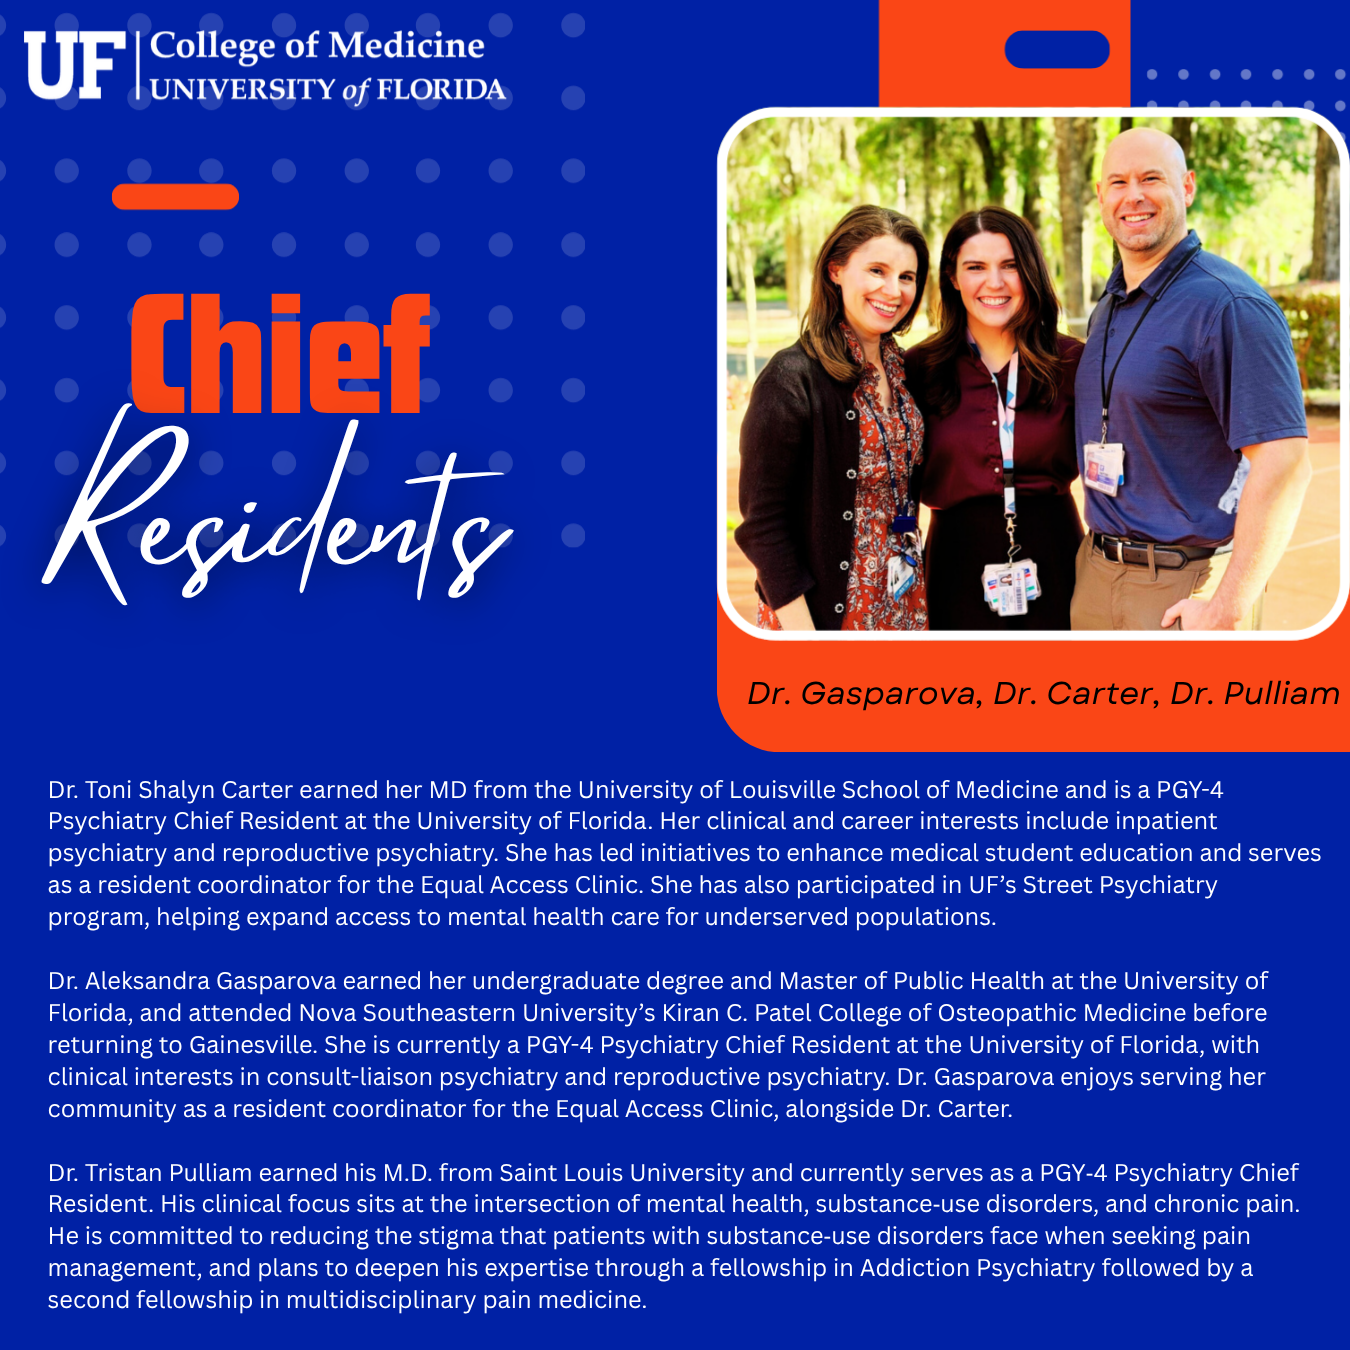 UF College of Medicine
UNIVERSITY of FLORIDA
Chief
Residents
Dr. Gasparova, Dr. Carter, Dr. Pulliam
Dr. Toni Shalyn Carter earned her MD from the University of Louisville School of Medicine and is a PGY-4
Psychiatry Chief Resident at the University of Florida. Her clinical and career interests include inpatient
psychiatry and reproductive psychiatry. She has led initiatives to enhance medical student education and serves
as a resident coordinator for the Equal Access Clinic. She has also participated in UF’s Street Psychiatry
program, helping expand access to mental health care for underserved populations.
Dr. Aleksandra Gasparova earned her undergraduate degree and Master of Public Health at the University of
Florida, and attended Nova Southeastern University’s Kiran C. Patel College of Osteopathic Medicine before
returning to Gainesville. She is currently a PGY-4 Psychiatry Chief Resident at the University of Florida, with
clinical interests in consult-liaison psychiatry and reproductive psychiatry. Dr. Gasparova enjoys serving her
community as a resident coordinator for the Equal Access Clinic, alongside Dr. Carter.
Dr. Tristan Pulliam earned his M.D. from Saint Louis University and currently serves as a PGY-4 Psychiatry Chief
Resident. His clinical focus sits at the intersection of mental health, substance-use disorders, and chronic pain.
He is committed to reducing the stigma that patients with substance-use disorders face when seeking pain
management, and plans to deepen his expertise through a fellowship in Addiction Psychiatry followed by a
second fellowship in multidisciplinary pain medicine.